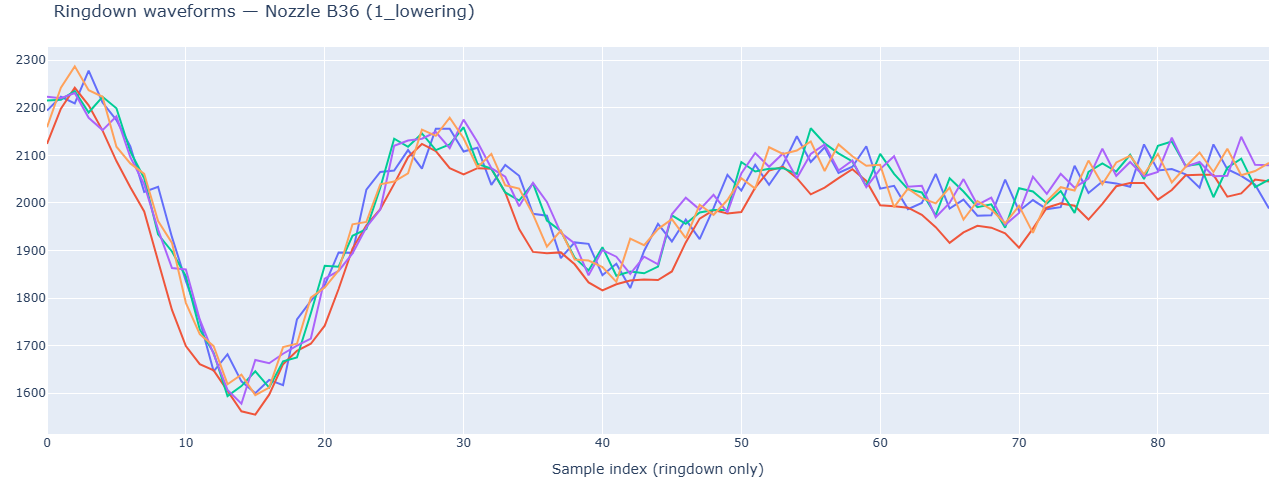 Ringdown waveforms — Nozzle B36 (1_lowering)
2300
2200
2100
2000
1900
1800
1700
1600
0 10 20 30 40 50 60 70 80
Sample index (ringdown only)